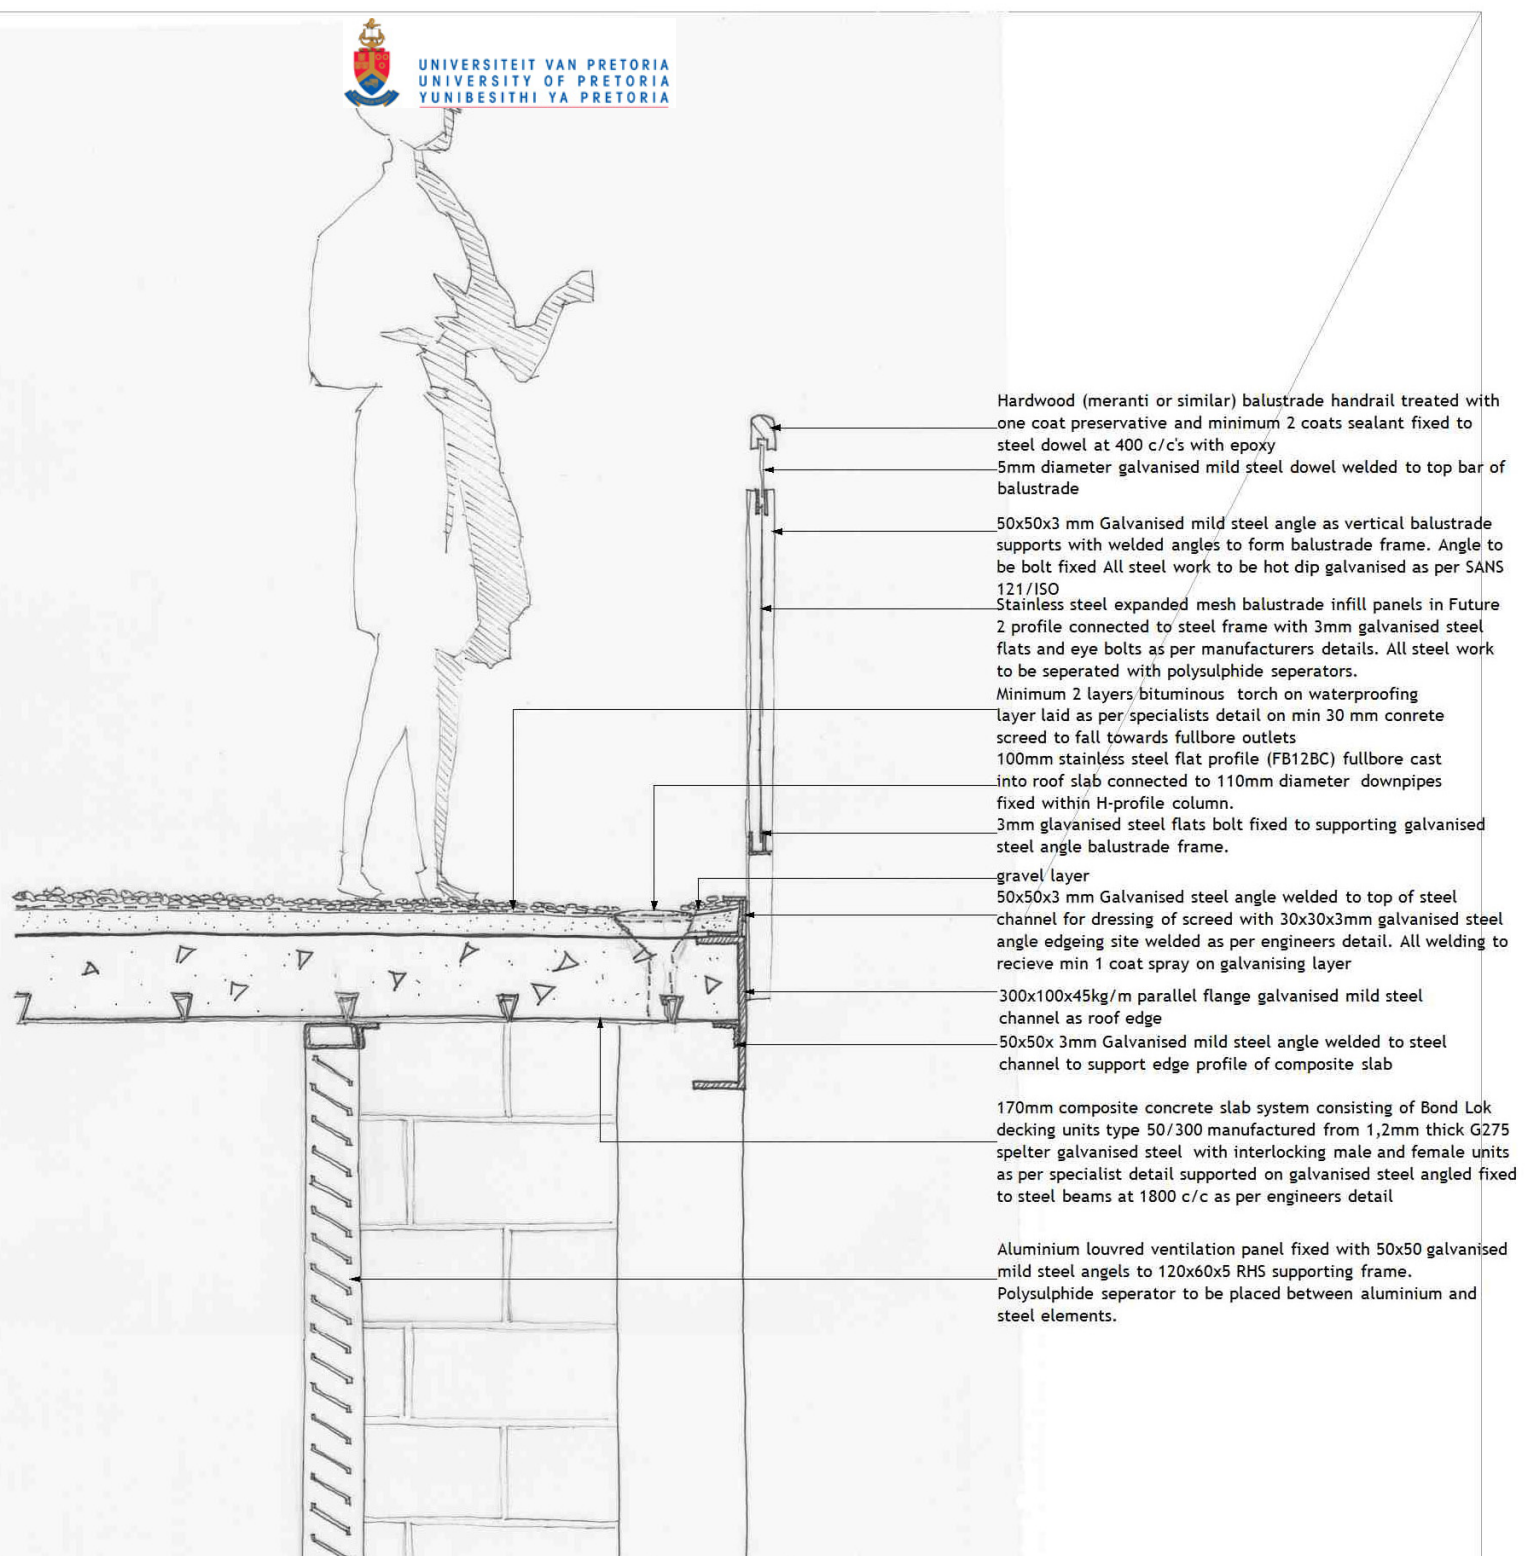 UNIVERSITEIT VAN PRETORIA
UNIVERSITY OF PRETORIA
YUNIBESITHI YA PRETORIA
Hardwood (meranti or similar) balustrade handrail treated with
one coat preservative and minimum 2 coats sealant fixed to
steel dowel at 400 c/c's with epoxy
5mm diameter galvanised mild steel dowel welded to top bar of
balustrade
50x50x3 mm Galvanised mild steel angle as vertical balustrade
supports with welded angles to form balustrade frame. Angle to
be bolt fixed All steel work to be hot dip galvanised as per SANS
121/ISO
Stainless steel expanded mesh balustrade infill panels in Future
2 profile connected to steel frame with 3mm galvanised steel
flats and eye bolts as per manufacturers details. All steel work
to be seperated with polysulphide seperators.
Minimum 2 layers bituminous torch on waterproofing
layer laid as per specialists detail on min 30 mm conrete
screed to fall towards fullbore outlets
100mm stainless steel flat profile (FB12BC) fullbore cast
into roof slab connected to 110mm diameter downpipes
fixed within H-profile column.
3mm glavanised steel flats bolt fixed to supporting galvanised
steel angle balustrade frame.
gravel layer
50x50x3 mm Galvanised steel angle welded to top of steel
channel for dressing of screed with 30x30x3mm galvanised steel
angle edgeing site welded as per engineers detail. All welding to
recieve min 1 coat spray on galvanising layer
300x100x45kg/m parallel flange galvanised mild steel
channel as roof edge
50x50x 3mm Galvanised mild steel angle welded to steel
channel to support edge profile of composite slab
170mm composite concrete slab system consisting of Bond Lok
decking units type 50/300 manufactured from 1,2mm thick G275
spelter galvanised steel with interlocking male and female units
as per specialist detail supported on galvanised steel angled fixed
to steel beams at 1800 c/c as per engineers detail
Aluminium louvred ventilation panel fixed with 50x50 galvanised
mild steel angels to 120x60x5 RHS supporting frame.
Polysulphide seperator to be placed between aluminium and
steel elements.